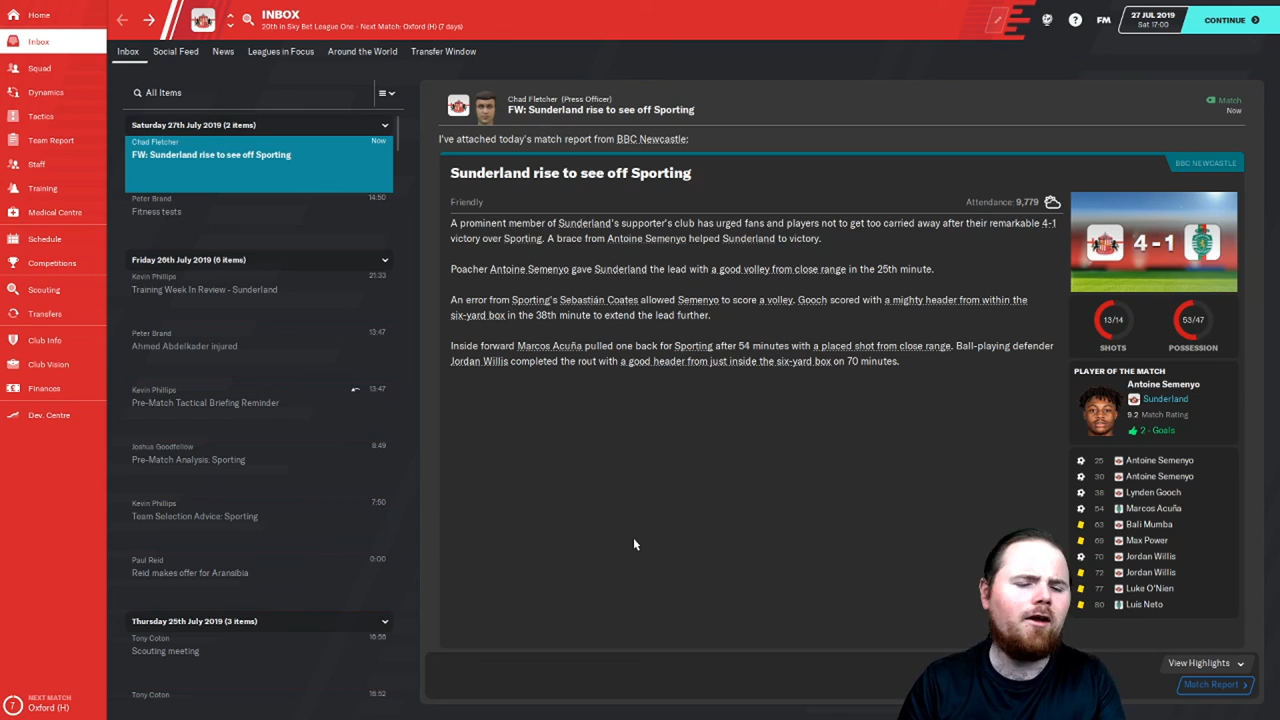 Home
Inbox
Squad
Dynamics
Tactics
Team Report
Staff
Training
Medical Centre
Schedule
Competitions
Scouting
Transfers
Club Info
Club Vision
Finances
Dev. Centre
7
NEXT MATCH
Oxford (H)
INBOX
20th in Sky Bet League One - Next Match: Oxford (H) (7 days)
?
FM
27 JUL 2019
Sat 17:00
CONTINUE
Inbox Social Feed News Leagues in Focus Around the World Transfer Window
All Items
Saturday 27th July 2019 (2 items)
Chad Fletcher Now
FW: Sunderland rise to see off Sporting
Peter Brand 14:50
Fitness tests
Friday 26th July 2019 (6 items)
Kevin Phillips 21:33
Training Week In Review - Sunderland
Peter Brand 13:47
Ahmed Abdelkader injured
Kevin Phillips 13:47
Pre-Match Tactical Briefing Reminder
Joshua Goodfellow 8:49
Pre-Match Analysis: Sporting
Kevin Phillips 7:50
Team Selection Advice: Sporting
Paul Reid 0:00
Reid makes offer for Aransibia
Thursday 25th July 2019 (3 items)
Tony Coton 16:56
Scouting meeting
Tony Coton 16:52
Chad Fletcher (Press Officer)
FW: Sunderland rise to see off Sporting
Match
Now
I've attached today's match report from BBC Newcastle:
BBC NEWCASTLE
Sunderland rise to see off Sporting
Friendly Attendance: 9,779
A prominent member of Sunderland's supporter's club has urged fans and players not to get too carried away after their remarkable 4-1
victory over Sporting. A brace from Antoine Semenyo helped Sunderland to victory.
Poacher Antoine Semenyo gave Sunderland the lead with a good volley from close range in the 25th minute.
An error from Sporting's Sebastián Coates allowed Semenyo to score a volley. Gooch scored with a mighty header from within the
six-yard box in the 38th minute to extend the lead further.
Inside forward Marcos Acuña pulled one back for Sporting after 54 minutes with a placed shot from close range. Ball-playing defender
Jordan Willis completed the rout with a good header from just inside the six-yard box on 70 minutes.
4-1
13/14
SHOTS
53/47
POSSESSION
PLAYER OF THE MATCH
Antoine Semenyo
Sunderland
9.2 Match Rating
2 - Goals
25 Antoine Semenyo
30 Antoine Semenyo
38 Lynden Gooch
54 Marcos Acuña
63 Bali Mumba
69 Max Power
70 Jordan Willis
72 Jordan Willis
77 Luke O'Nien
80 Luís Neto
View Highlights
Match Report